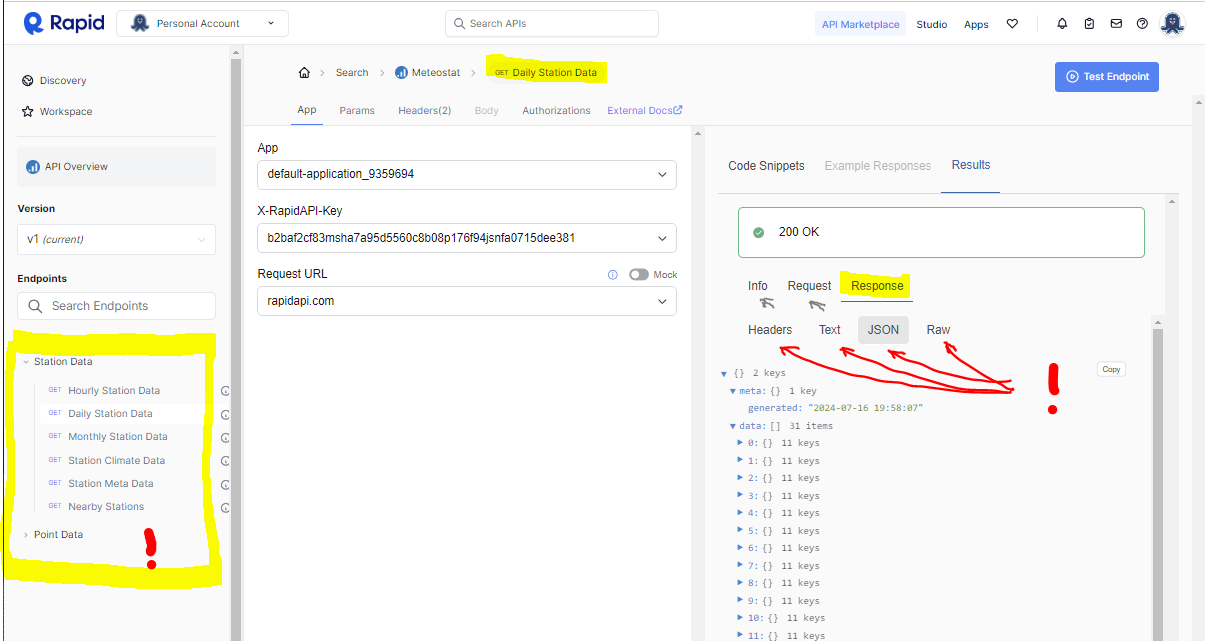 Rapid
Personal Account
Search APIs
API Marketplace
Studio
Apps
Discovery
Workspace
API Overview
Version
v1 (current)
Endpoints
Search Endpoints
Station Data
GET Hourly Station Data
GET Daily Station Data
GET Monthly Station Data
GET Station Climate Data
GET Station Meta Data
GET Nearby Stations
Point Data
!
Search
Meteostat
GET Daily Station Data
Test Endpoint
App
Params
Headers(2)
Body
Authorizations
External Docs
App
default-application_9359694
X-RapidAPI-Key
b2baf2cf83msha7a95d5560c8b08p176f94jsnfa0715dee381
Request URL
Mock
rapidapi.com
Code Snippets
Example Responses
Results
200 OK
Info
Request
Response
Headers
Text
JSON
Raw
Copy
!
{} 2 keys
meta: {} 1 key
generated: "2024-07-16 19:58:07"
data: [] 31 items
0: {} 11 keys
1: {} 11 keys
2: {} 11 keys
3: {} 11 keys
4: {} 11 keys
5: {} 11 keys
6: {} 11 keys
7: {} 11 keys
8: {} 11 keys
9: {} 11 keys
10: {} 11 keys
11: {} 11 keys